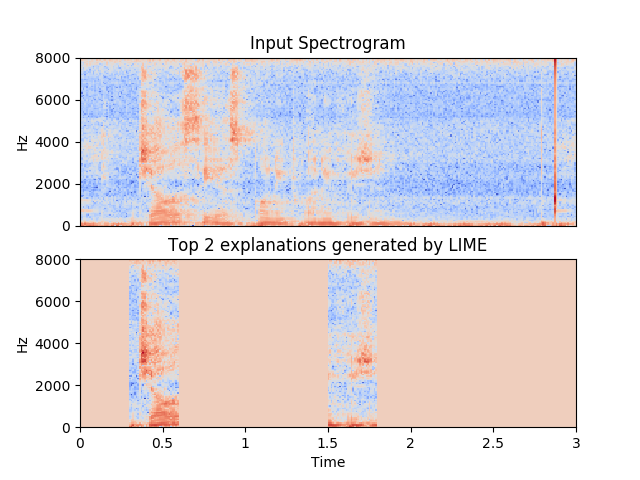 Input Spectrogram
8000
6000
4000
2000
0
Hz
Top 2 explanations generated by LIME
8000
6000
4000
2000
0
Hz
0 0.5 1 1.5 2 2.5 3
Time